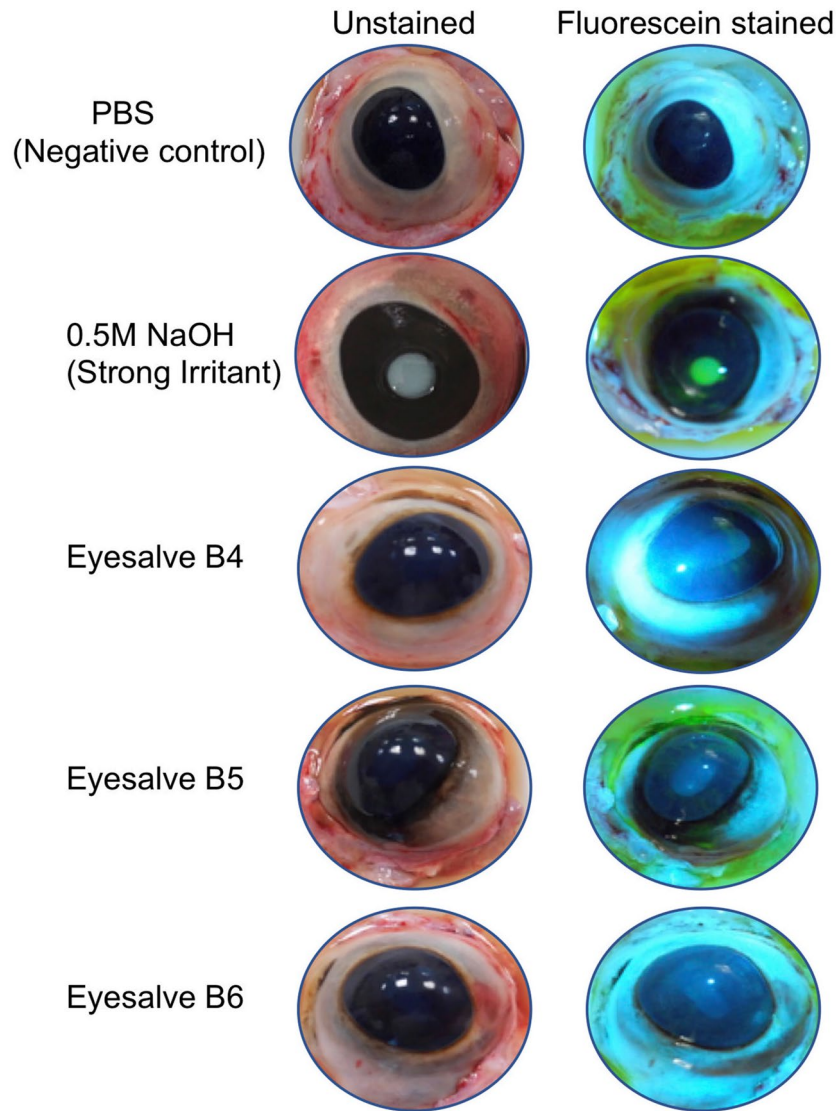 Unstained
Fluorescein stained
PBS
(Negative control)
0.5M NaOH
(Strong Irritant)
Eyesalve B4
Eyesalve B5
Eyesalve B6